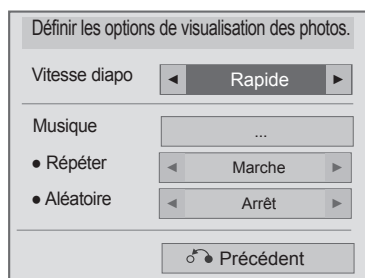 Définir les options de visualisation des photos.
Vitesse diapo ◄ Rapide ►
Musique ...
● Répéter ◄ Marche ►
● Aléatoire ◄ Arrêt ►
Précédent